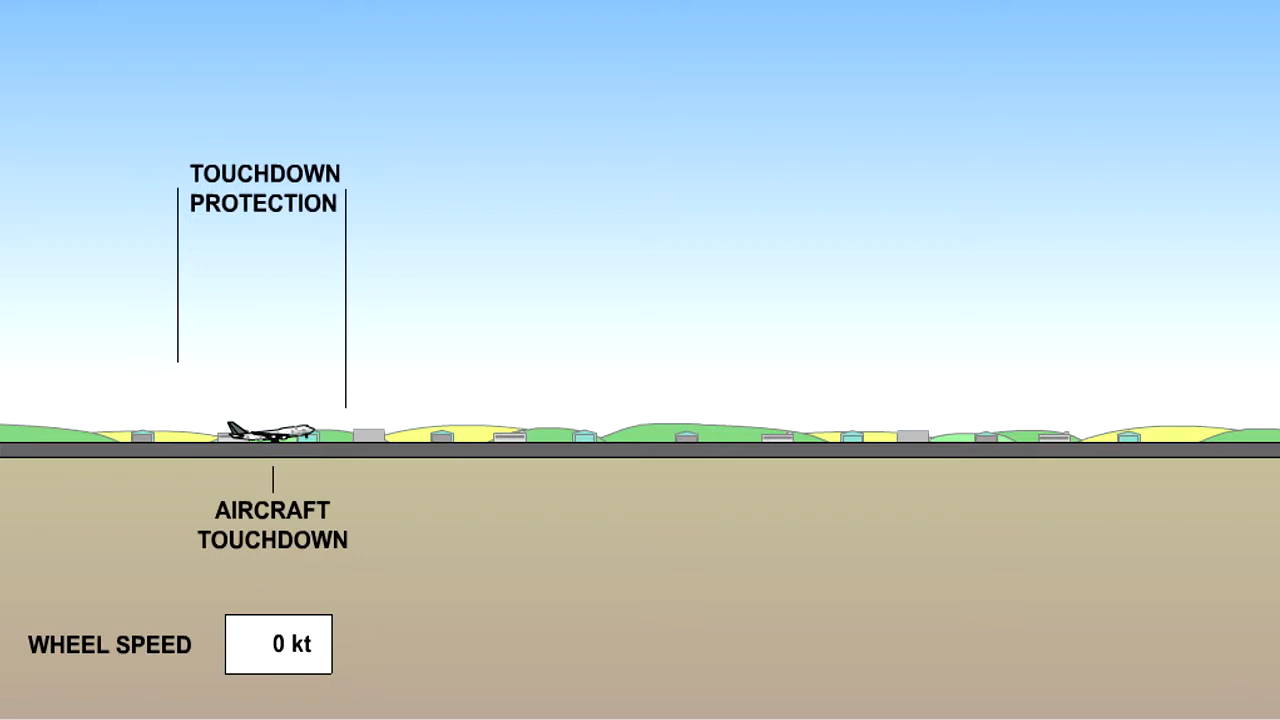 TOUCHDOWN
PROTECTION
AIRCRAFT
TOUCHDOWN
WHEEL SPEED
0 kt